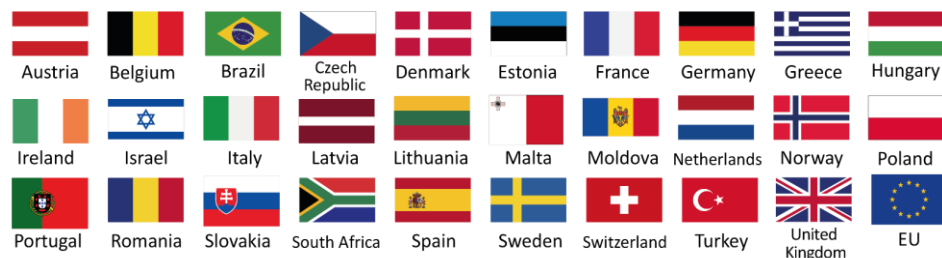 Austria Belgium Brazil Czech Republic Denmark Estonia France Germany Greece Hungary
Ireland Israel Italy Latvia Lithuania Malta Moldova Netherlands Norway Poland
Portugal Romania Slovakia South Africa Spain Sweden Switzerland Turkey United Kingdom EU